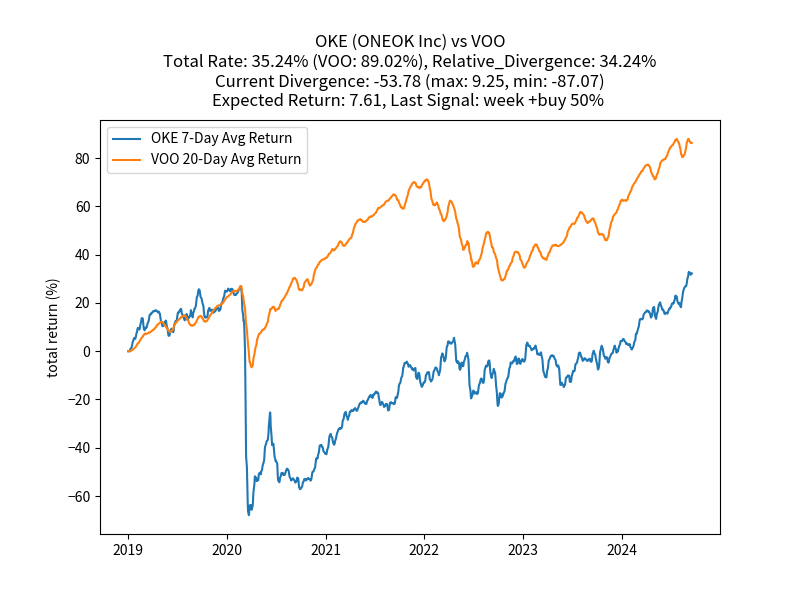 OKE (ONEOK Inc) vs VOO
Total Rate: 35.24% (VOO: 89.02%), Relative_Divergence: 34.24%
Current Divergence: -53.78 (max: 9.25, min: -87.07)
Expected Return: 7.61, Last Signal: week +buy 50%
OKE 7-Day Avg Return
VOO 20-Day Avg Return
total return (%)
80
60
40
20
0
−20
−40
−60
2019 2020 2021 2022 2023 2024